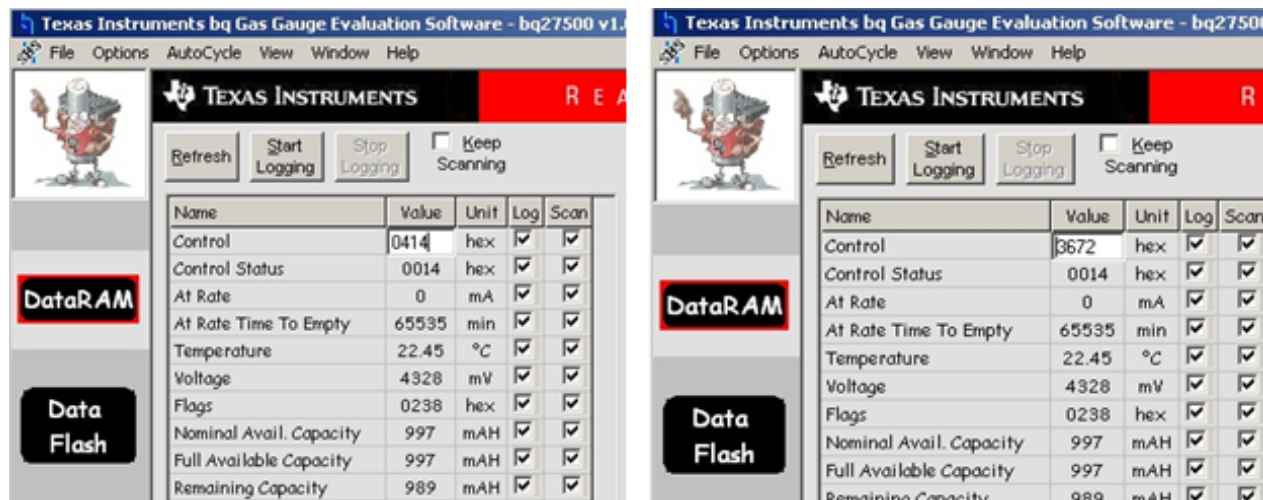 Texas Instruments bq Gas Gauge Evaluation Software - bq27500 v1.
File Options AutoCycle View Window Help
TEXAS INSTRUMENTS R E A
Refresh Start Logging Stop Logging Keep Scanning
Name Value Unit Log Scan
Control 0414 hex
Control Status 0014 hex
DataRAM
At Rate 0 mA
At Rate Time To Empty 65535 min
Temperature 22.45 °C
Voltage 4328 mV
Data Flash
Flags 0238 hex
Nominal Avail. Capacity 997 mAH
Full Available Capacity 997 mAH
Remaining Capacity 989 mAH
Texas Instruments bq Gas Gauge Evaluation Software - bq2750
File Options AutoCycle View Window Help
TEXAS INSTRUMENTS R
Refresh Start Logging Stop Logging Keep Scanning
Name Value Unit Log Scan
Control 3672 hex
Control Status 0014 hex
DataRAM
At Rate 0 mA
At Rate Time To Empty 65535 min
Temperature 22.45 °C
Voltage 4328 mV
Data Flash
Flags 0238 hex
Nominal Avail. Capacity 997 mAH
Full Available Capacity 997 mAH
Remaining Capacity 989 mAH